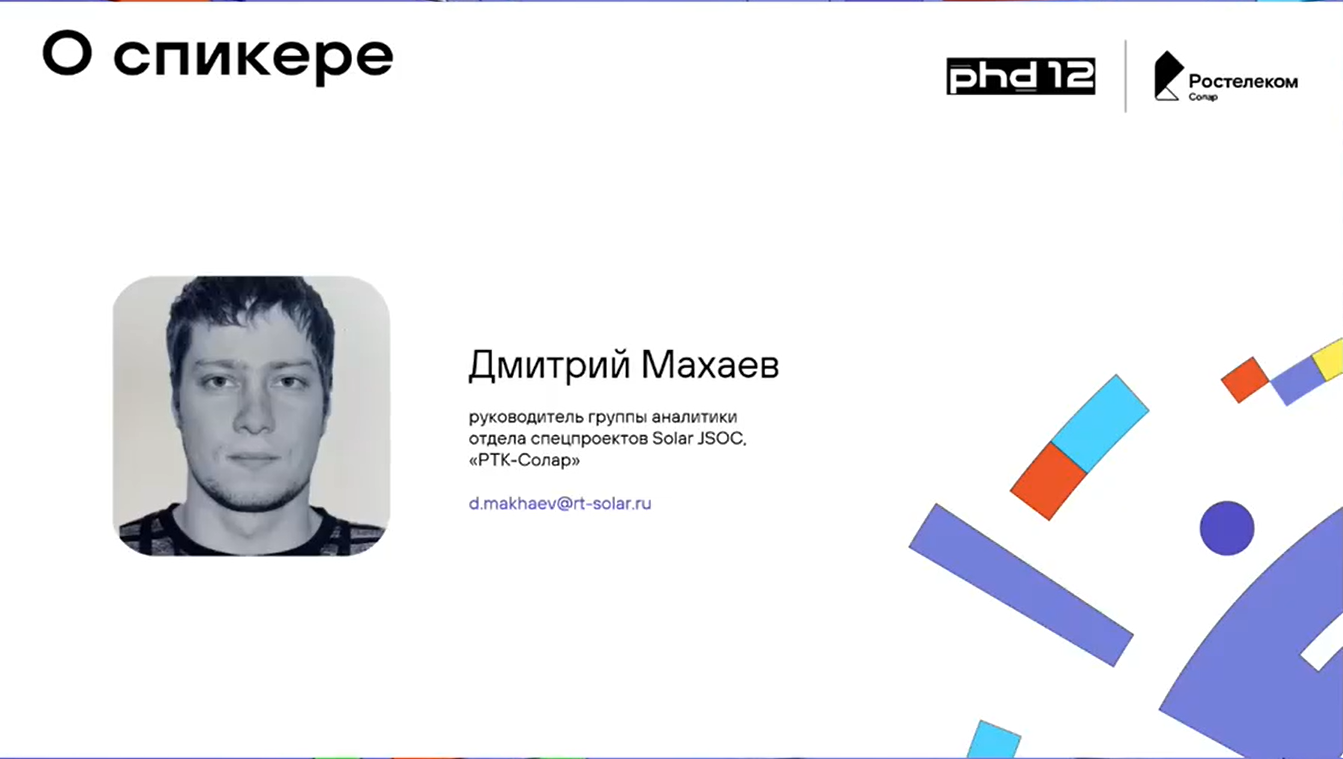 О спикере
phd 12
Ростелеком
Солар
Дмитрий Махаев
руководитель группы аналитики
отдела спецпроектов Solar JSOC,
«РТК-Солар»
d.makhaev@rt-solar.ru